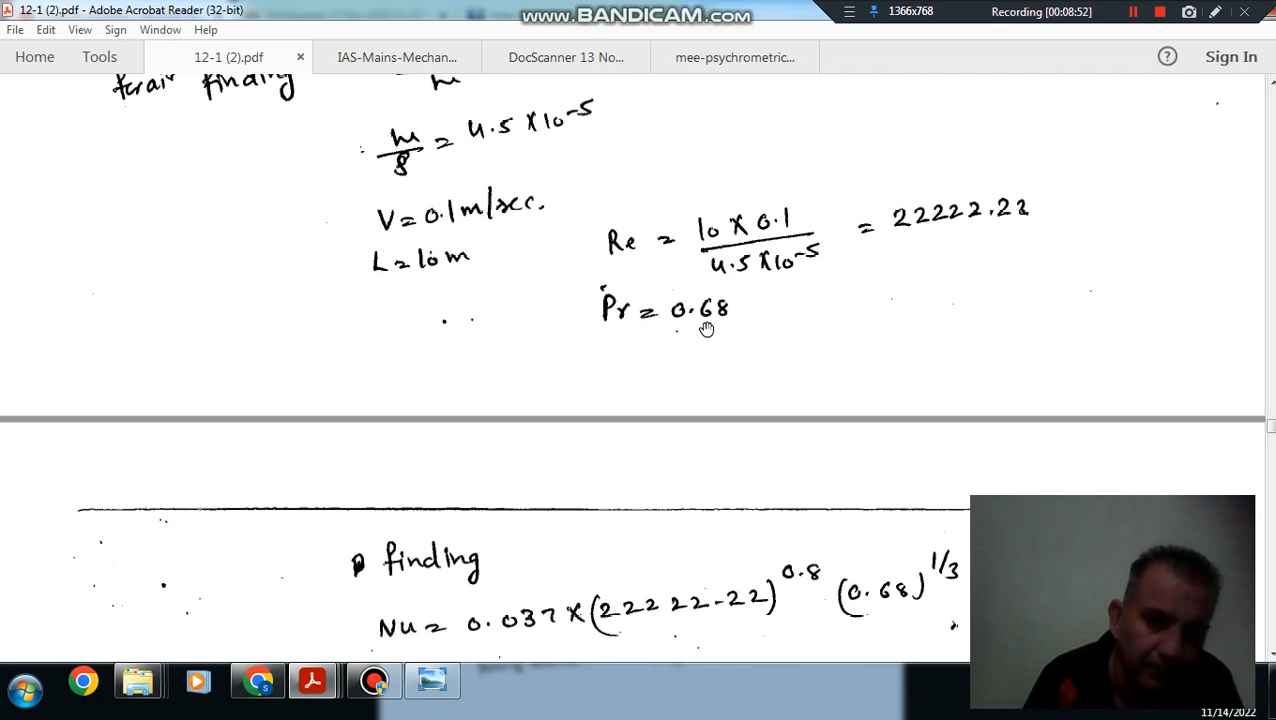 12-1 (2).pdf - Adobe Acrobat Reader (32-bit)
www.BANDICAM.com
1366x768
Recording [00:08:52]
File Edit View Sign Window Help
Home Tools 12-1 (2).pdf × IAS-Mains-Mechan... DocScanner 13 No... mee-psychrometric... ? Sign In
finding
= 4.5 × 10-5
V = 0.1 m/sec.
L = 10 m
Re = 10 × 0.1 / 4.5 × 10-5 = 22222.22
Pr = 0.68
finding
Nu = 0.037 × (22222.22)0.8 (0.68)1/3
11/14/2022